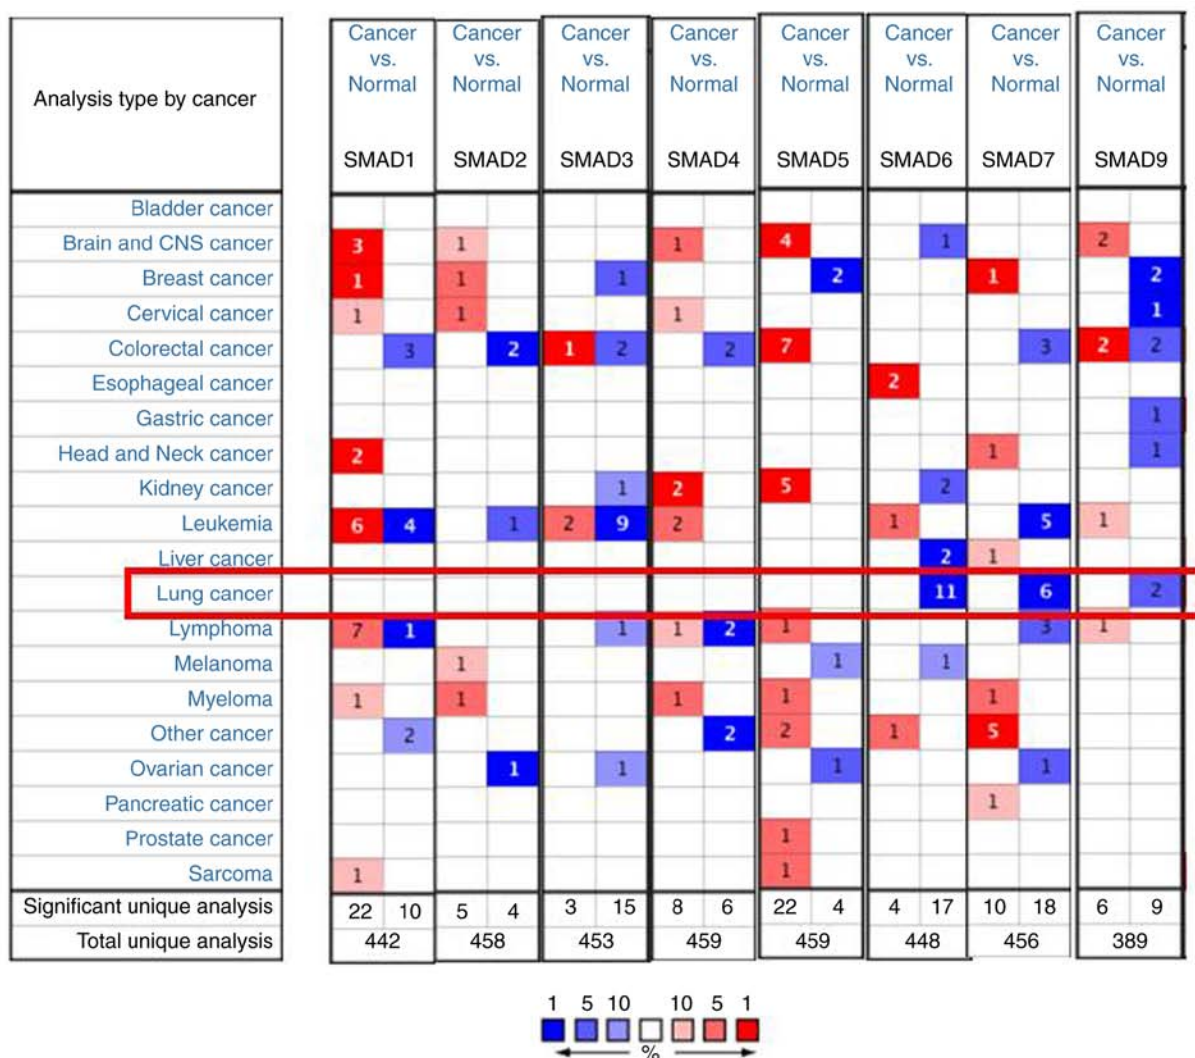 Analysis type by cancer
Cancer vs. Normal SMAD1
Cancer vs. Normal SMAD2
Cancer vs. Normal SMAD3
Cancer vs. Normal SMAD4
Cancer vs. Normal SMAD5
Cancer vs. Normal SMAD6
Cancer vs. Normal SMAD7
Cancer vs. Normal SMAD9
Bladder cancer
Brain and CNS cancer 3 1 1 4 1 2
Breast cancer 1 1 1 2 1 2
Cervical cancer 1 1 1 1
Colorectal cancer 3 2 1 2 2 7 3 2 2
Esophageal cancer 2
Gastric cancer 1
Head and Neck cancer 2 1 1
Kidney cancer 1 2 5 2
Leukemia 6 4 1 2 9 2 1 5 1
Liver cancer 2 1
Lung cancer 11 6 2
Lymphoma 7 1 1 1 2 1 3 1
Melanoma 1 1 1
Myeloma 1 1 1 1 1
Other cancer 2 2 2 1 5
Ovarian cancer 1 1 1 1
Pancreatic cancer 1
Prostate cancer 1
Sarcoma 1 1
Significant unique analysis 22 10 5 4 3 15 8 6 22 4 4 17 10 18 6 9
Total unique analysis 442 458 453 459 459 448 456 389
1 5 10 10 5 1
%